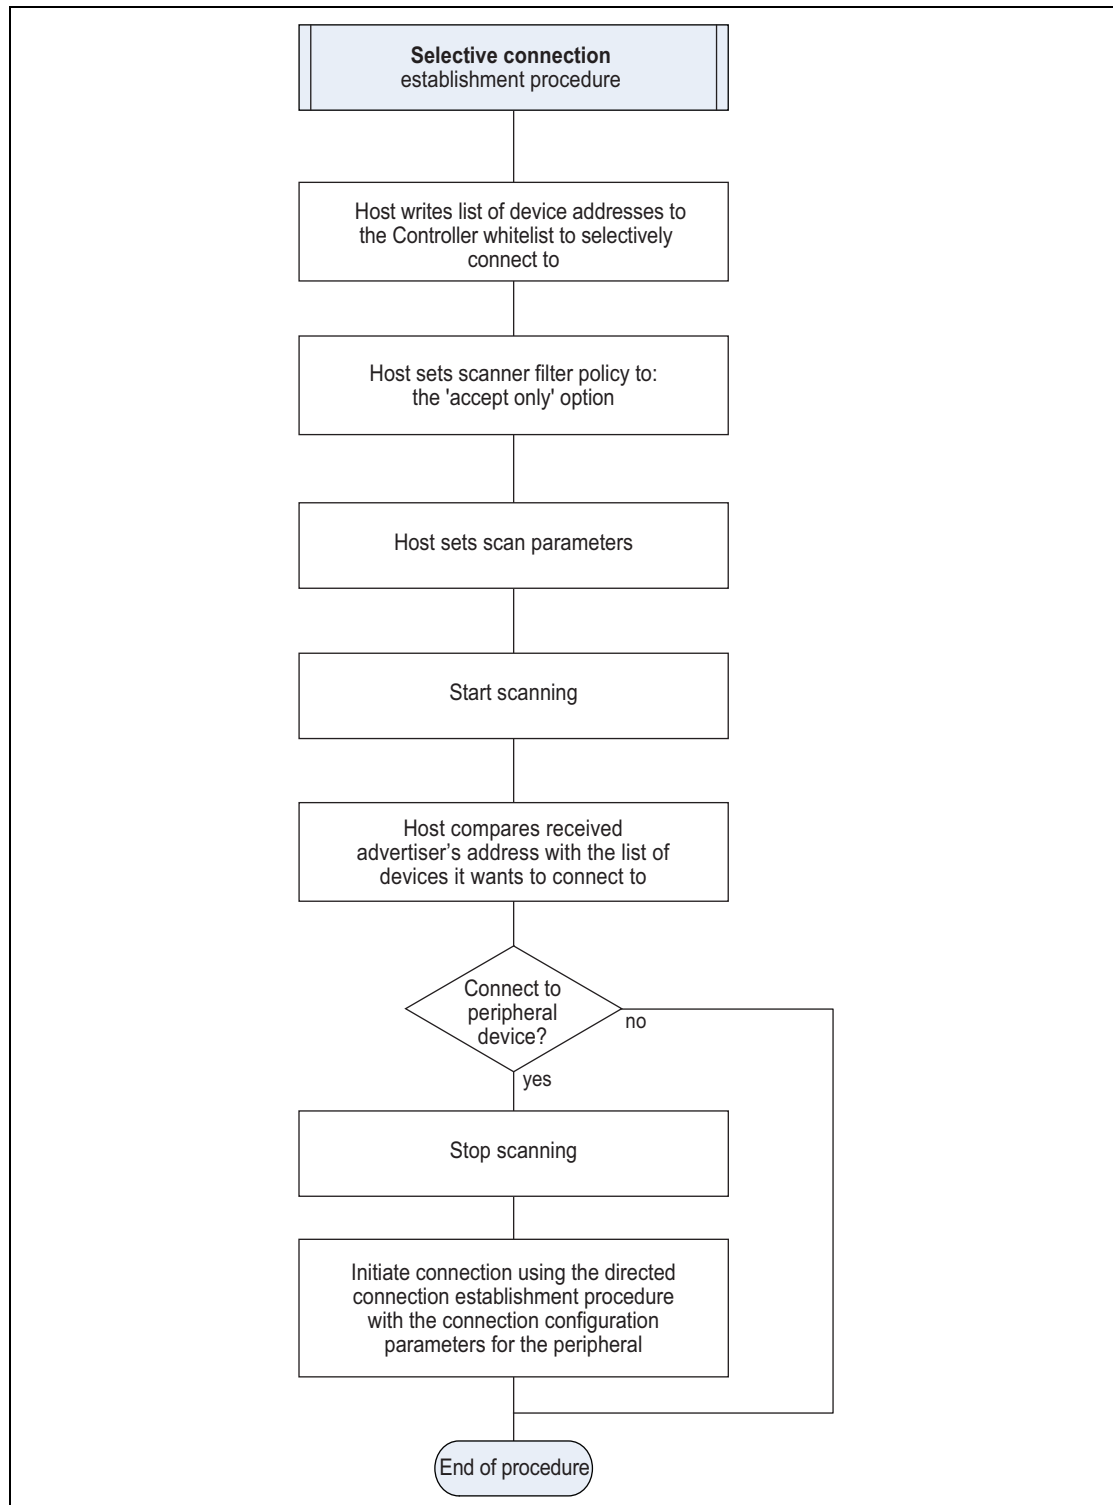 Selective connection
establishment procedure
Host writes list of device addresses to
the Controller whitelist to selectively
connect to
Host sets scanner filter policy to:
the 'accept only' option
Host sets scan parameters
Start scanning
Host compares received
advertiser’s address with the list of
devices it wants to connect to
Connect to
peripheral
device?
no
yes
Stop scanning
Initiate connection using the directed
connection establishment procedure
with the connection configuration
parameters for the peripheral
End of procedure